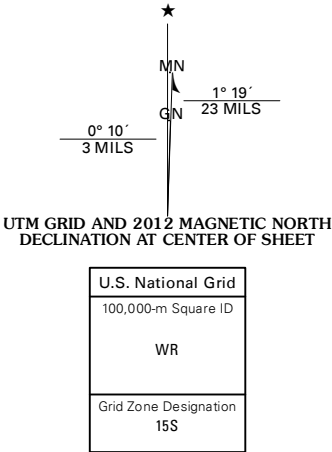 ★
MN
GN
1° 19´
23 MILS
0° 10´
3 MILS
UTM GRID AND 2012 MAGNETIC NORTH
DECLINATION AT CENTER OF SHEET
U.S. National Grid
100,000-m Square ID
WR
Grid Zone Designation
15S